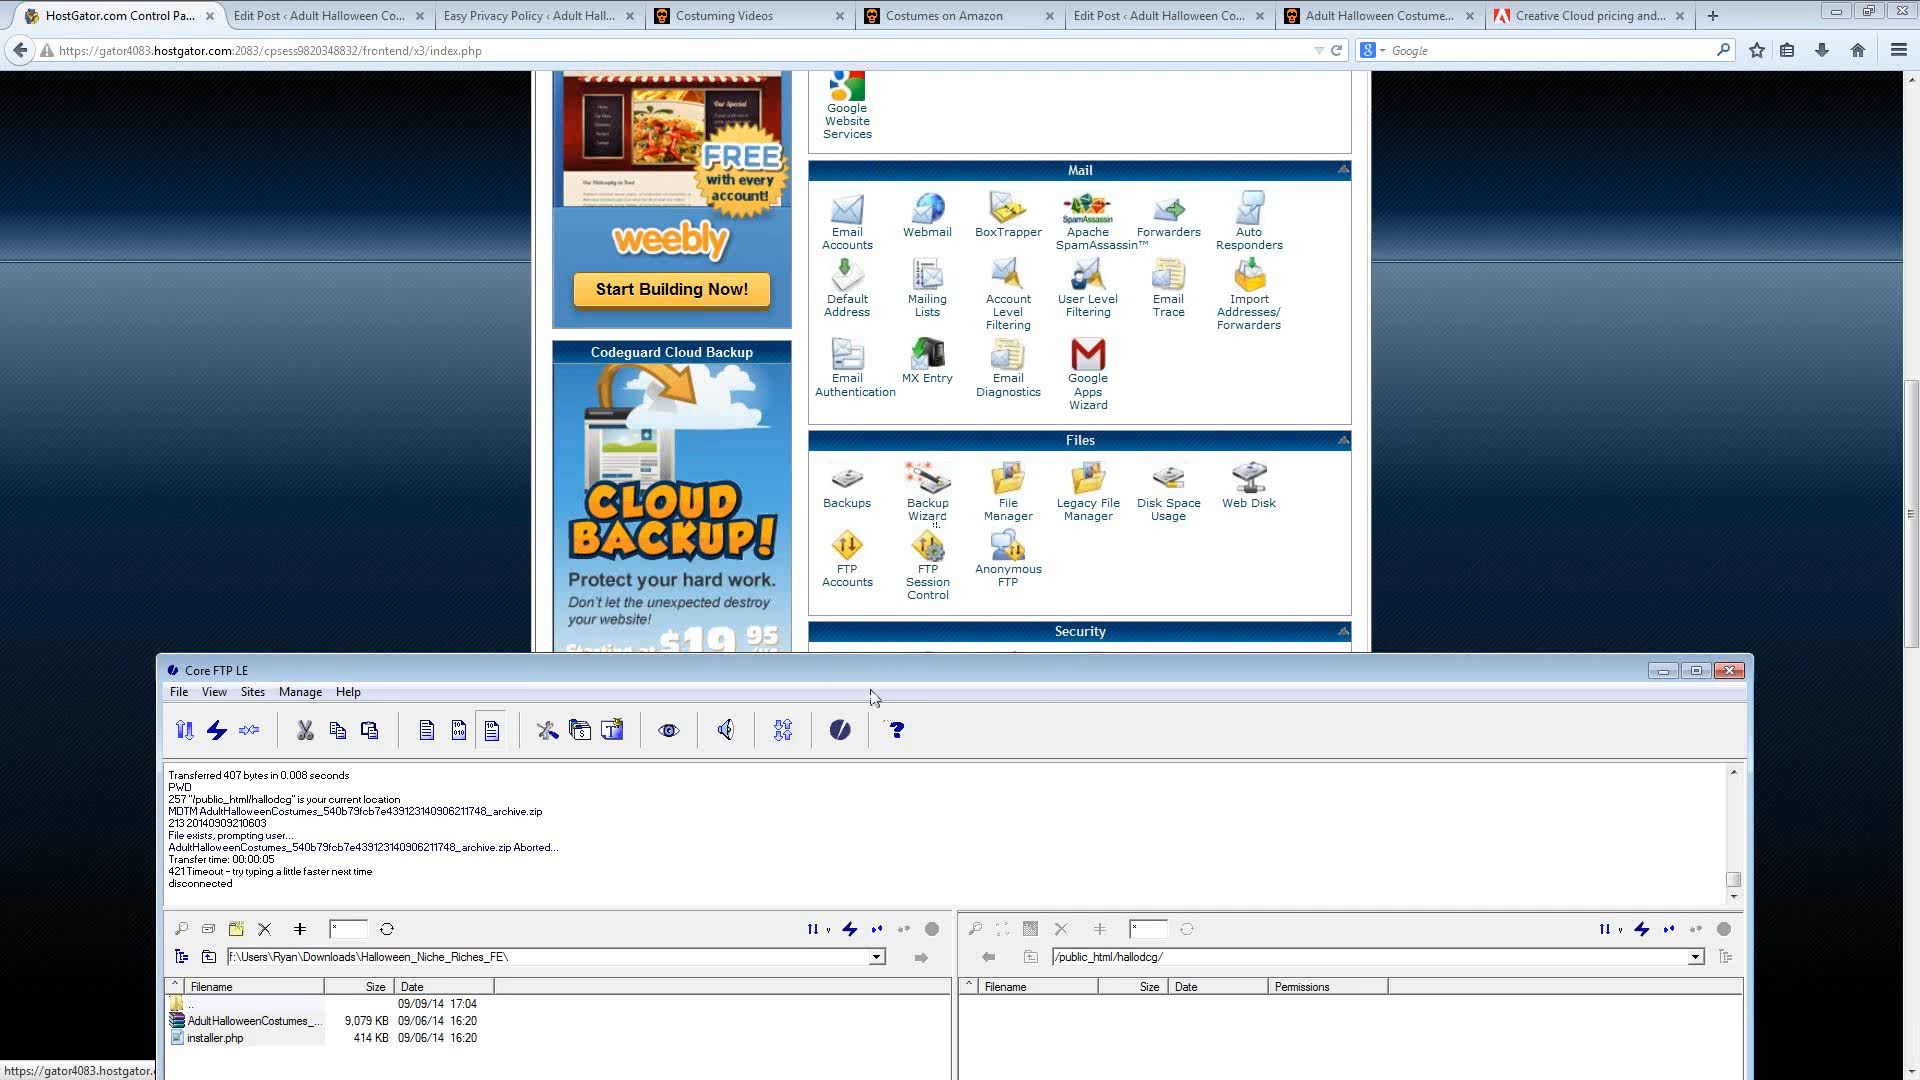 HostGator.com Control Pa...
Edit Post ‹ Adult Halloween Co...
Easy Privacy Policy ‹ Adult Hall...
Costuming Videos
Costumes on Amazon
Edit Post ‹ Adult Halloween Co...
Adult Halloween Costume...
Creative Cloud pricing and...
https://gator4083.hostgator.com:2083/cpsess9820348832/frontend/x3/index.php
Google
Our Special
FREE
with every
account!
weebly
Start Building Now!
Codeguard Cloud Backup
CLOUD
BACKUP!
Protect your hard work.
Don't let the unexpected destroy
your website!
Starting at $19.95
Google
Website
Services
Mail
Email
Accounts
Webmail
BoxTrapper
SpamAssassin
Apache
SpamAssassin™
Forwarders
Auto
Responders
Default
Address
Mailing
Lists
Account
Level
Filtering
User Level
Filtering
Email
Trace
Import
Addresses/
Forwarders
Email
Authentication
MX Entry
Email
Diagnostics
Google
Apps
Wizard
Files
Backups
Backup
Wizard
File
Manager
Legacy File
Manager
Disk Space
Usage
Web Disk
FTP
Accounts
FTP
Session
Control
Anonymous
FTP
Security
Core FTP LE
File View Sites Manage Help
Transferred 407 bytes in 0.008 seconds
PWD
257 "/public_html/hallodcg" is your current location
MDTM AdultHalloweenCostumes_540b79fcb7e439123140906211748_archive.zip
213 20140909210603
File exists, prompting user...
AdultHalloweenCostumes_540b79fcb7e439123140906211748_archive.zip Aborted...
Transfer time: 00:00:05
421 Timeout - try typing a little faster next time
disconnected
f:\Users\Ryan\Downloads\Halloween_Niche_Riches_FE\
/public_html/hallodcg/
Filename Size Date
Filename Size Date Permissions
.. 09/09/14 17:04
AdultHalloweenCostumes_... 9,079 KB 09/06/14 16:20
installer.php 414 KB 09/06/14 16:20
https://gator4083.hostgator.